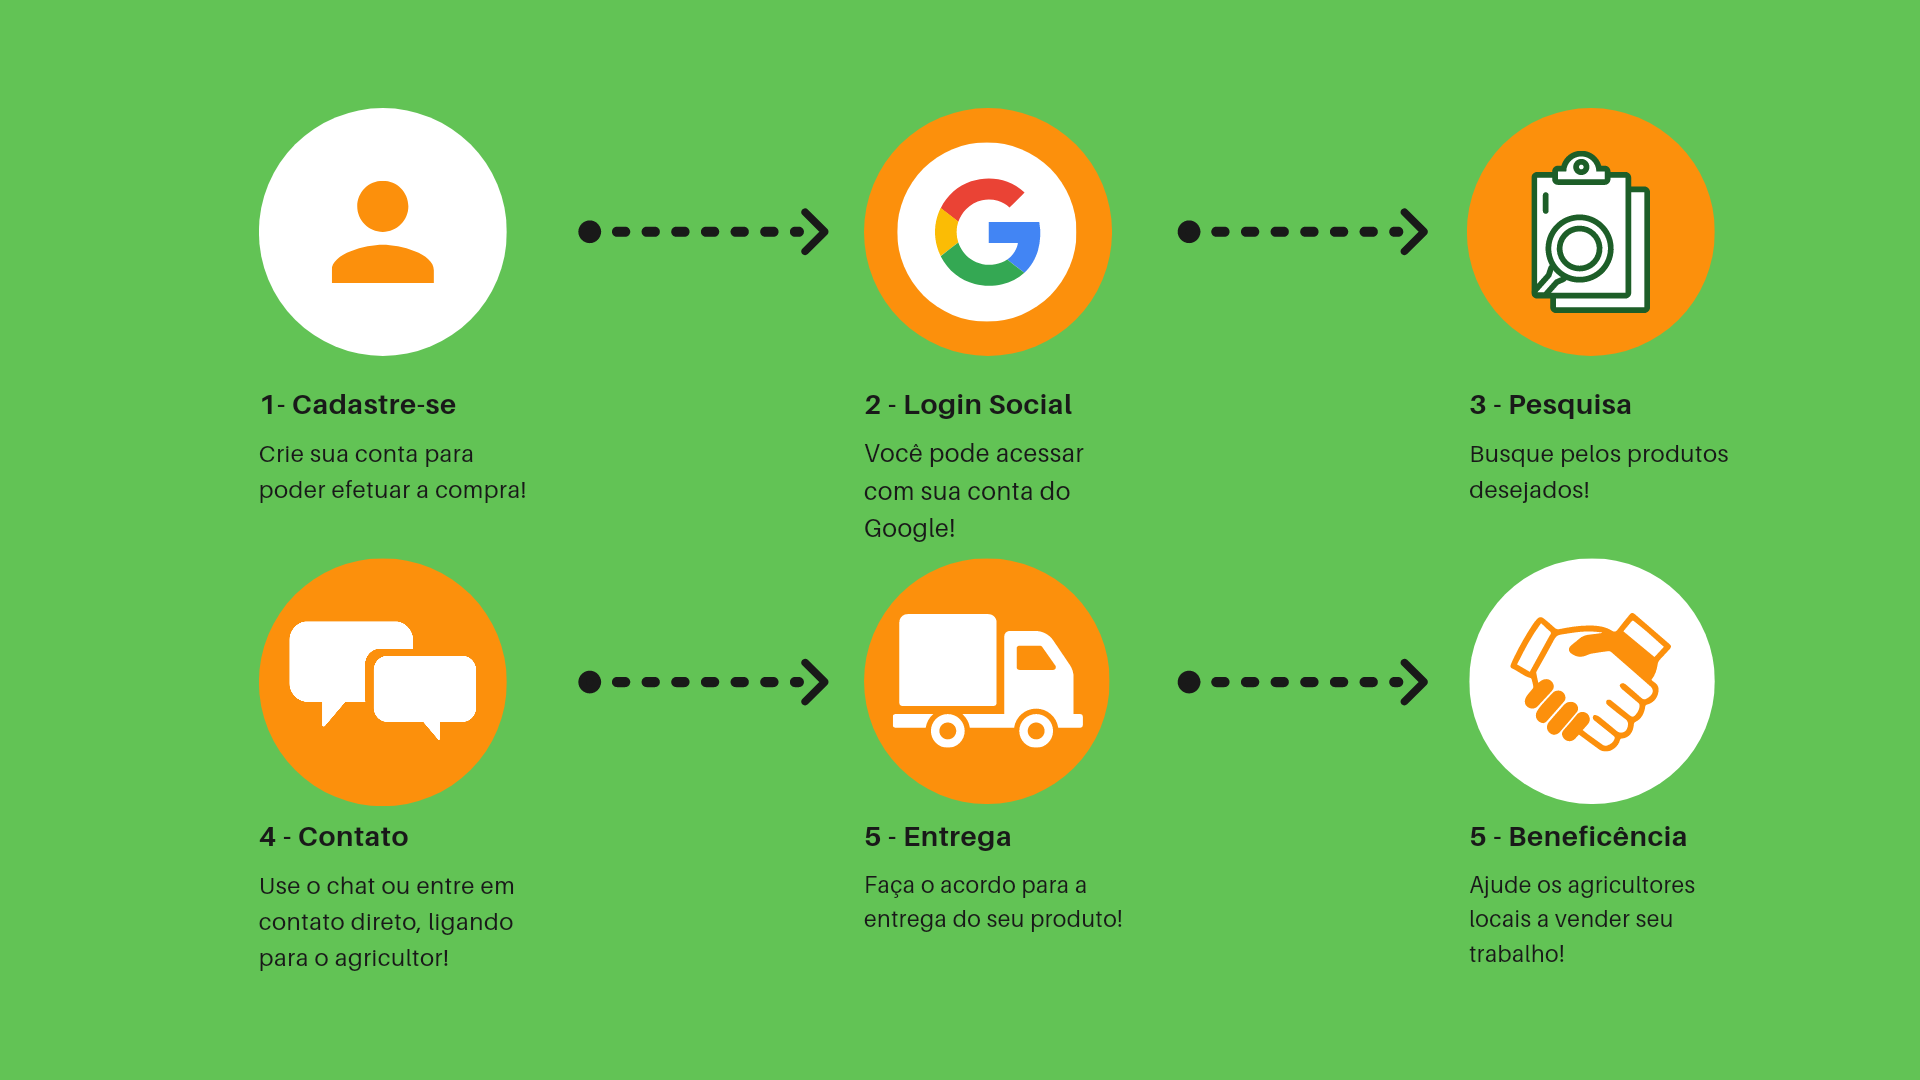 1- Cadastre-se
Crie sua conta para
poder efetuar a compra!
2 - Login Social
Você pode acessar
com sua conta do
Google!
3 - Pesquisa
Busque pelos produtos
desejados!
4 - Contato
Use o chat ou entre em
contato direto, ligando
para o agricultor!
5 - Entrega
Faça o acordo para a
entrega do seu produto!
5 - Beneficência
Ajude os agricultores
locais a vender seu
trabalho!